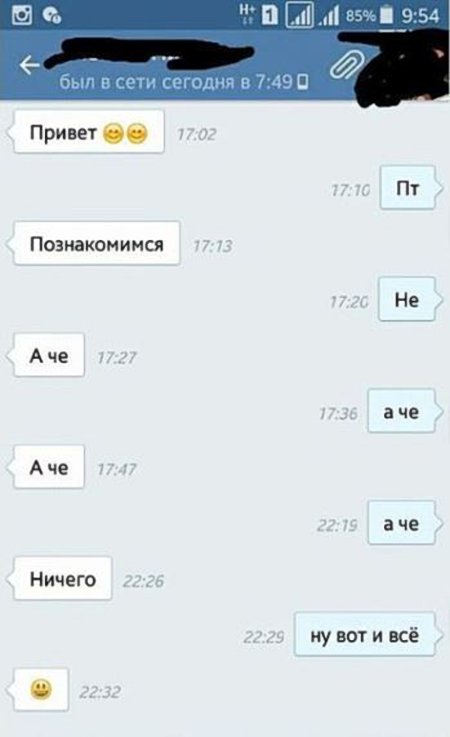 H+ 1 85% 9:54
был в сети сегодня в 7:49
Привет 😊😊 17:02
17:10 Пт
Познакомимся 17:13
17:20 Не
А че 17:27
17:36 а че
А че 17:47
22:19 а че
Ничего 22:26
22:29 ну вот и всё
😃 22:32